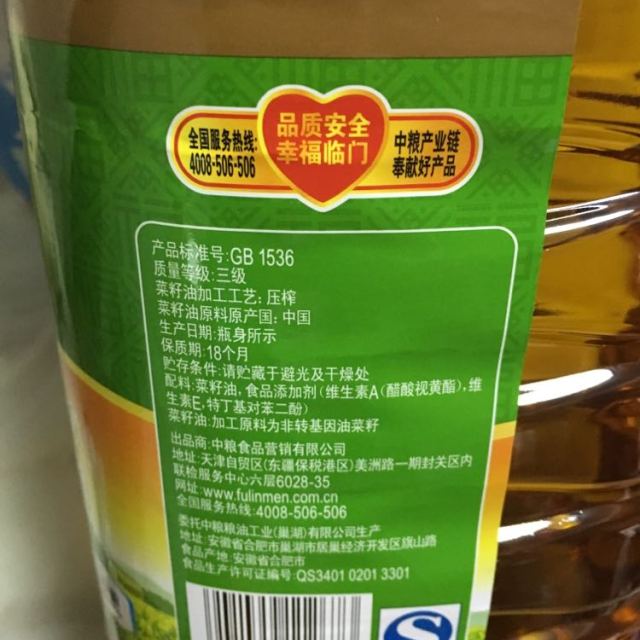 全国服务热线:
4008-506-506
品质安全
幸福临门
中粮产业链
奉献好产品
产品标准号:GB 1536
质量等级:三级
菜籽油加工工艺:压榨
菜籽油原料原产国:中国
生产日期:瓶身所示
保质期:18个月
贮存条件:请贮藏于避光及干燥处
配料:菜籽油,食品添加剂(维生素A(醋酸视黄酯),维
生素E,特丁基对苯二酚)
菜籽油:加工原料为非转基因油菜籽
出品商:中粮食品营销有限公司
地址:天津自贸区(东疆保税港区)美洲路一期封关区内
联检服务中心六层6028-35
网址:www.fulinmen.com.cn
全国服务热线:4008-506-506
委托中粮粮油工业(巢湖)有限公司生产
地址:安徽省合肥市巢湖市居巢经济开发区旗山路
食品产地:安徽省合肥市
食品生产许可证编号:QS3401 0201 3301